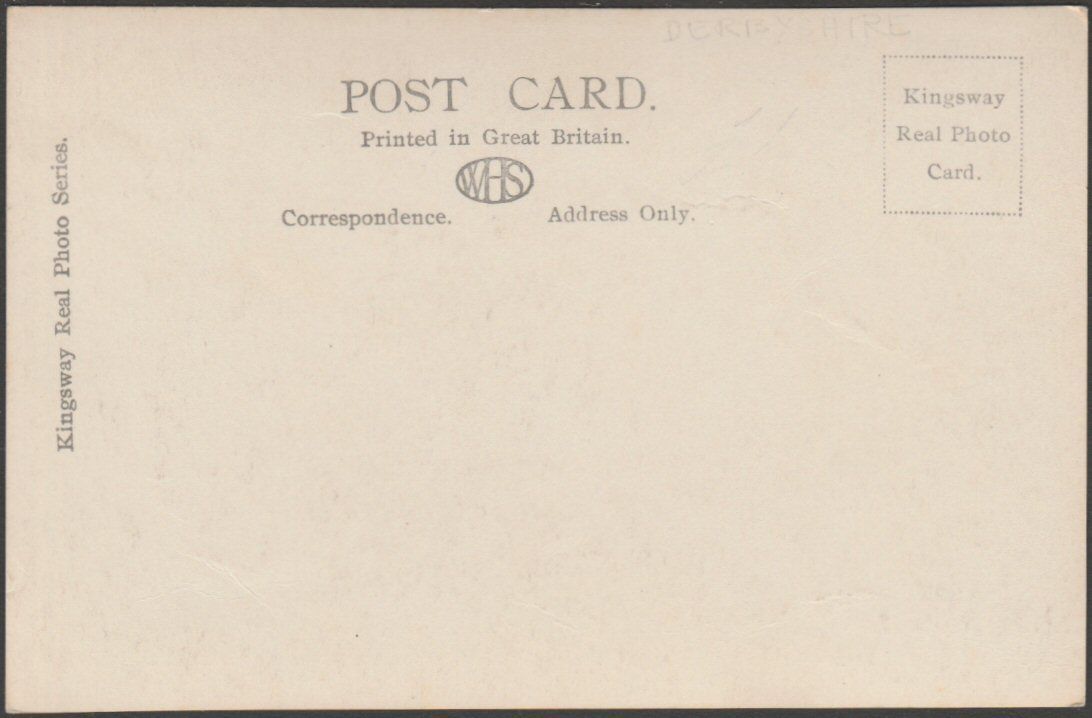 DERBYSHIRE
POST CARD.
Printed in Great Britain.
WHS
Correspondence.
Address Only.
Kingsway
Real Photo
Card.
Kingsway Real Photo Series.